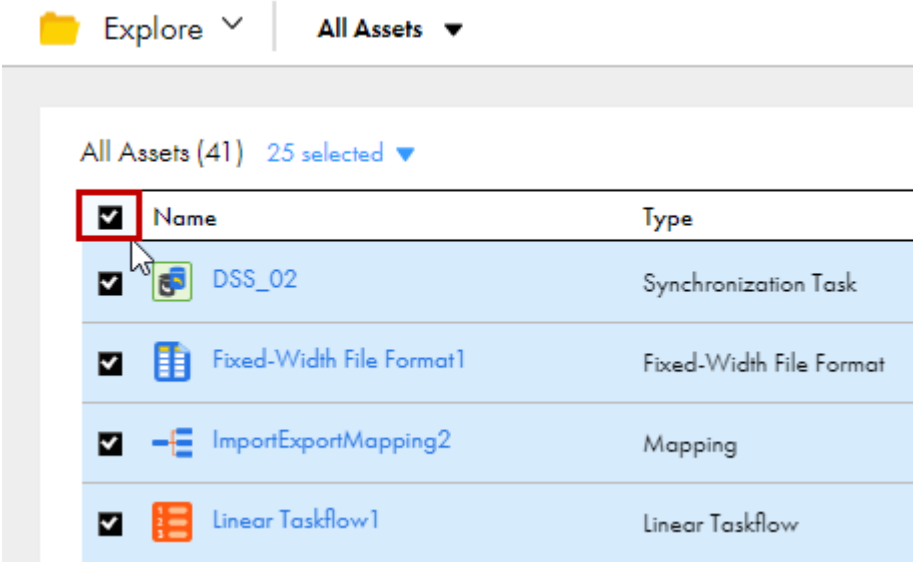 Explore All Assets
All Assets (41) 25 selected
Name Type
DSS_02 Synchronization Task
Fixed-Width File Format1 Fixed-Width File Format
ImportExportMapping2 Mapping
Linear Taskflow1 Linear Taskflow